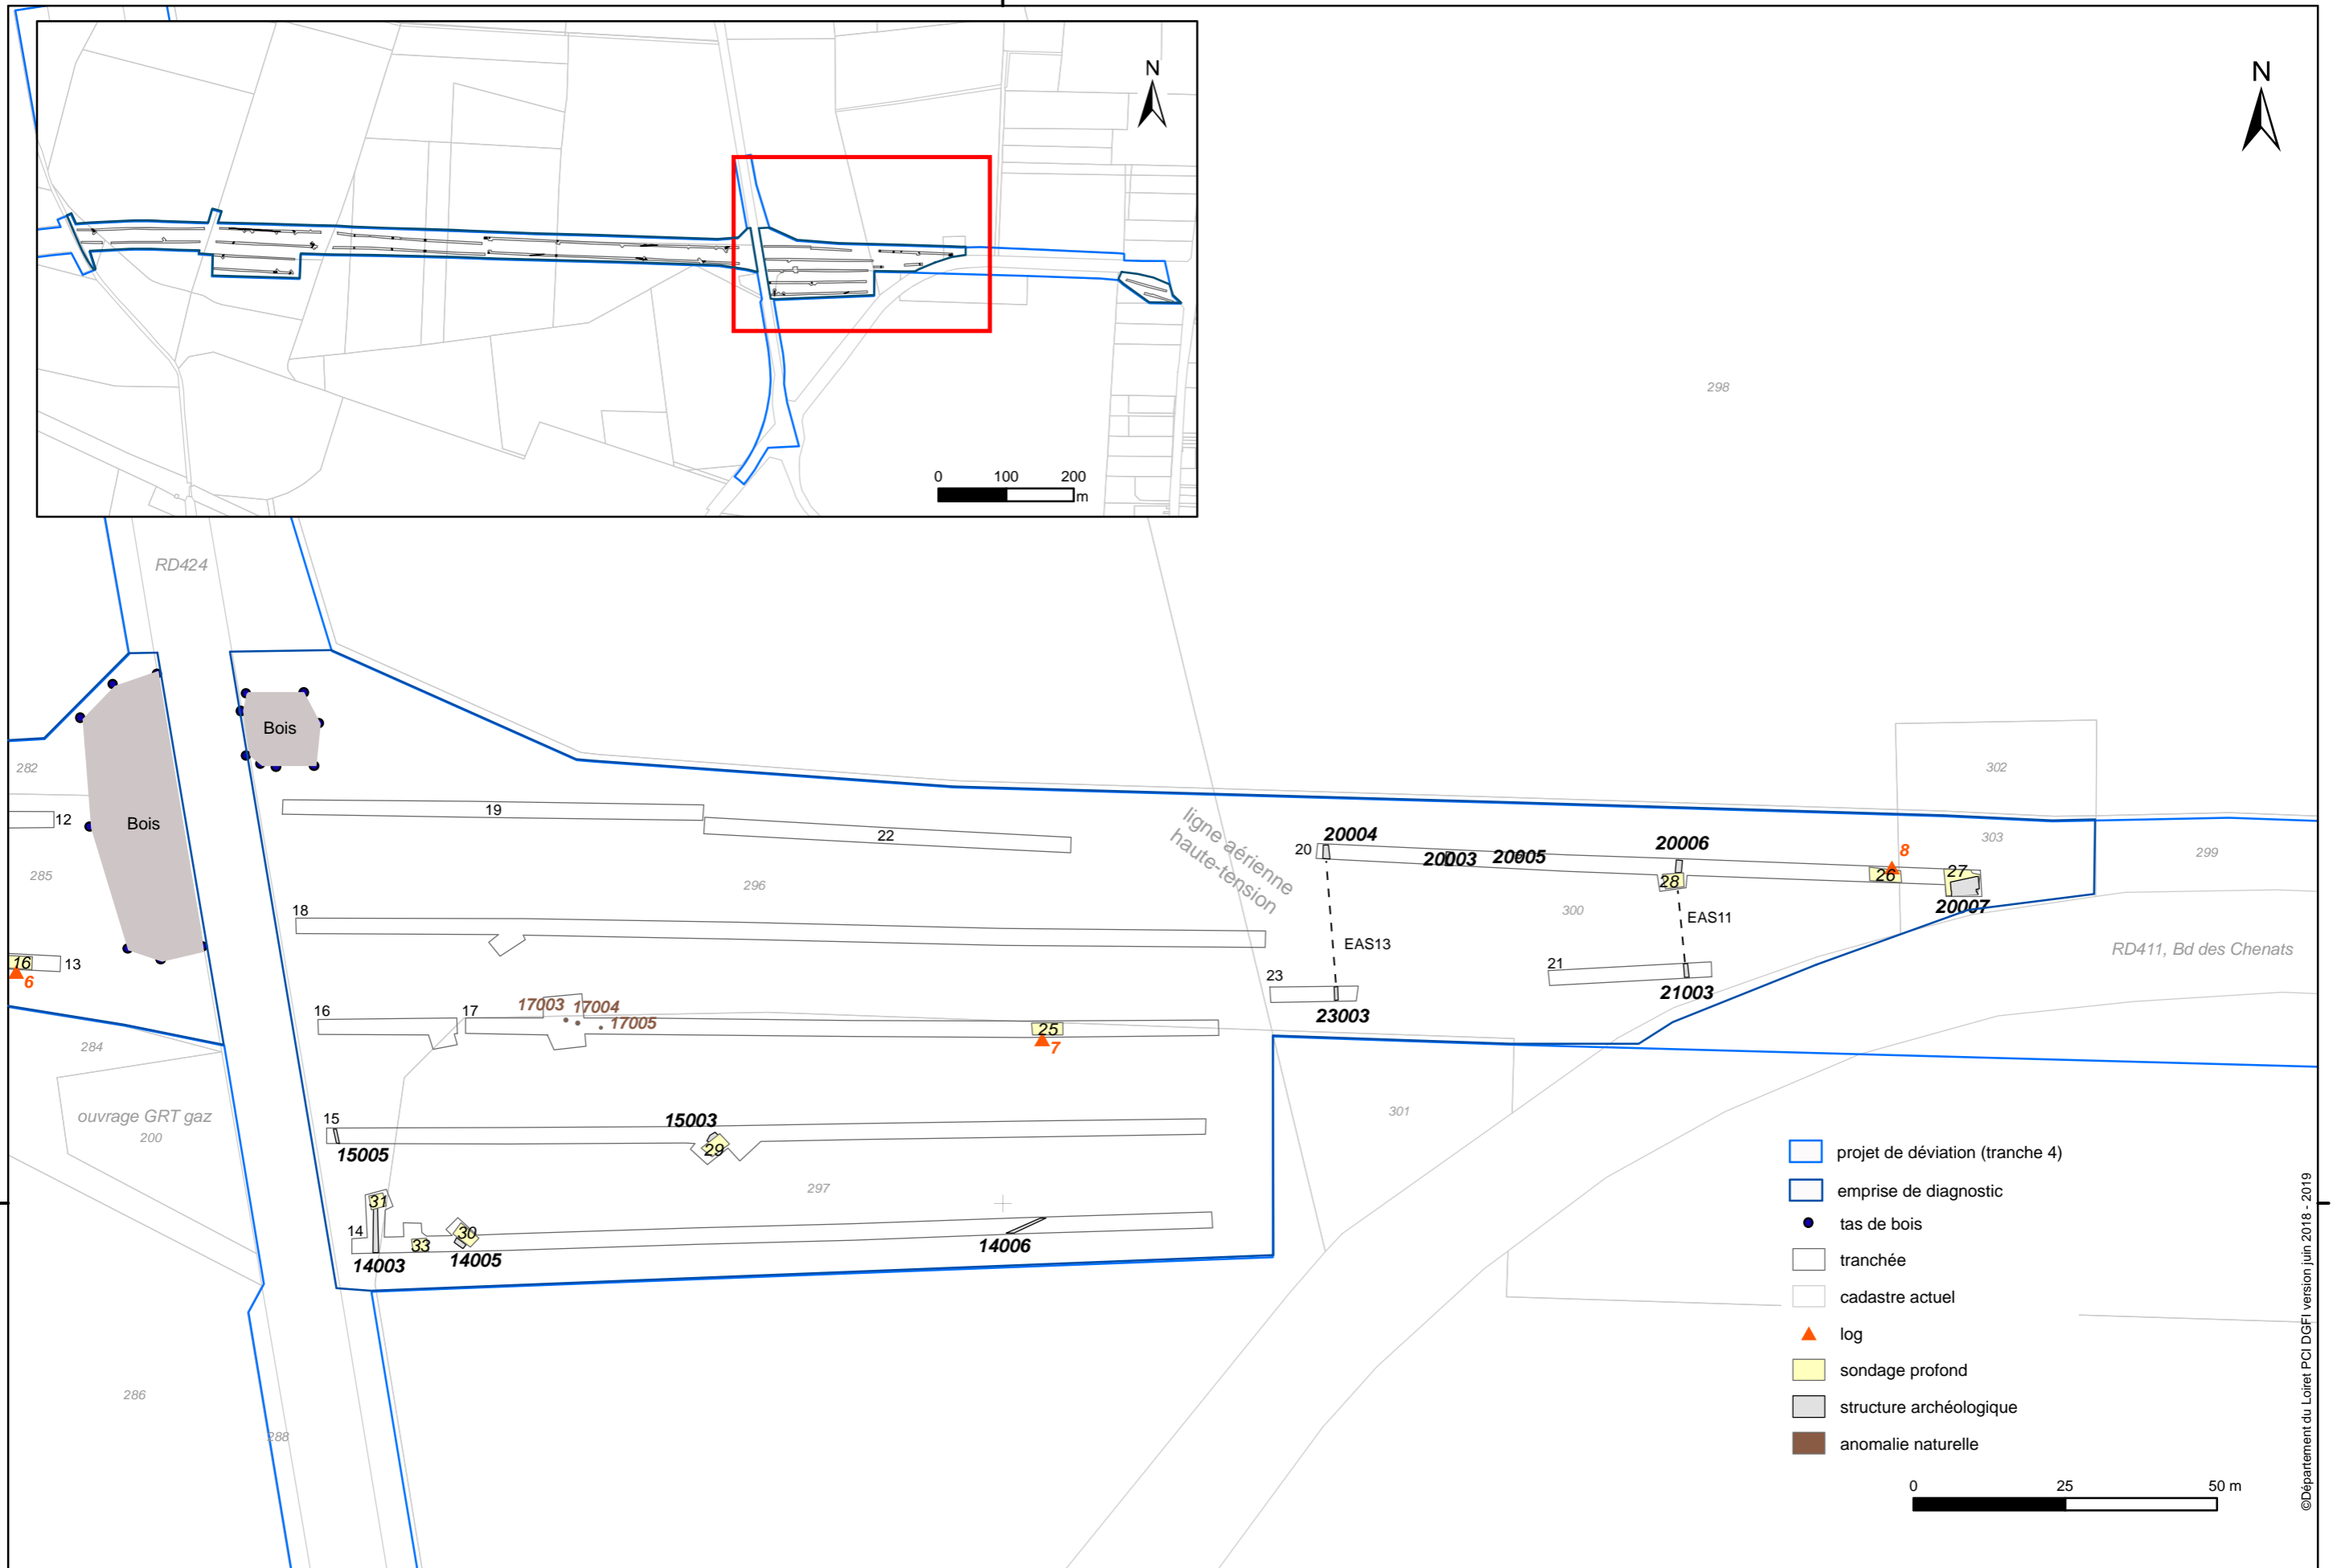 N
0 100 200
m
N
298
RD424
Bois
Bois
282
12
285
16
13
6
284
ouvrage GRT gaz
200
286
288
19
22
296
18
16
17
17003
17004
17005
25
7
15
15003
15005
29
297
31
14
33
30
14003
14005
14006
ligne aérienne
haute-tension
20
20004
20003
20005
20006
28
8
26
27
20007
302
303
299
300
EAS13
EAS11
23
23003
21
21003
RD411, Bd des Chenats
301
projet de déviation (tranche 4)
emprise de diagnostic
tas de bois
tranchée
cadastre actuel
log
sondage profond
structure archéologique
anomalie naturelle
0 25 50 m
©Département du Loiret PCI DGFI version juin 2018 - 2019